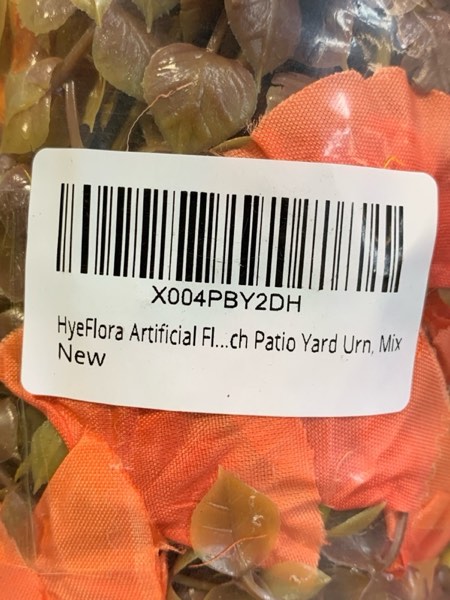 X004PBY2DH
HyeFlora Artificial Fl...ch Patio Yard Urn, Mix
New